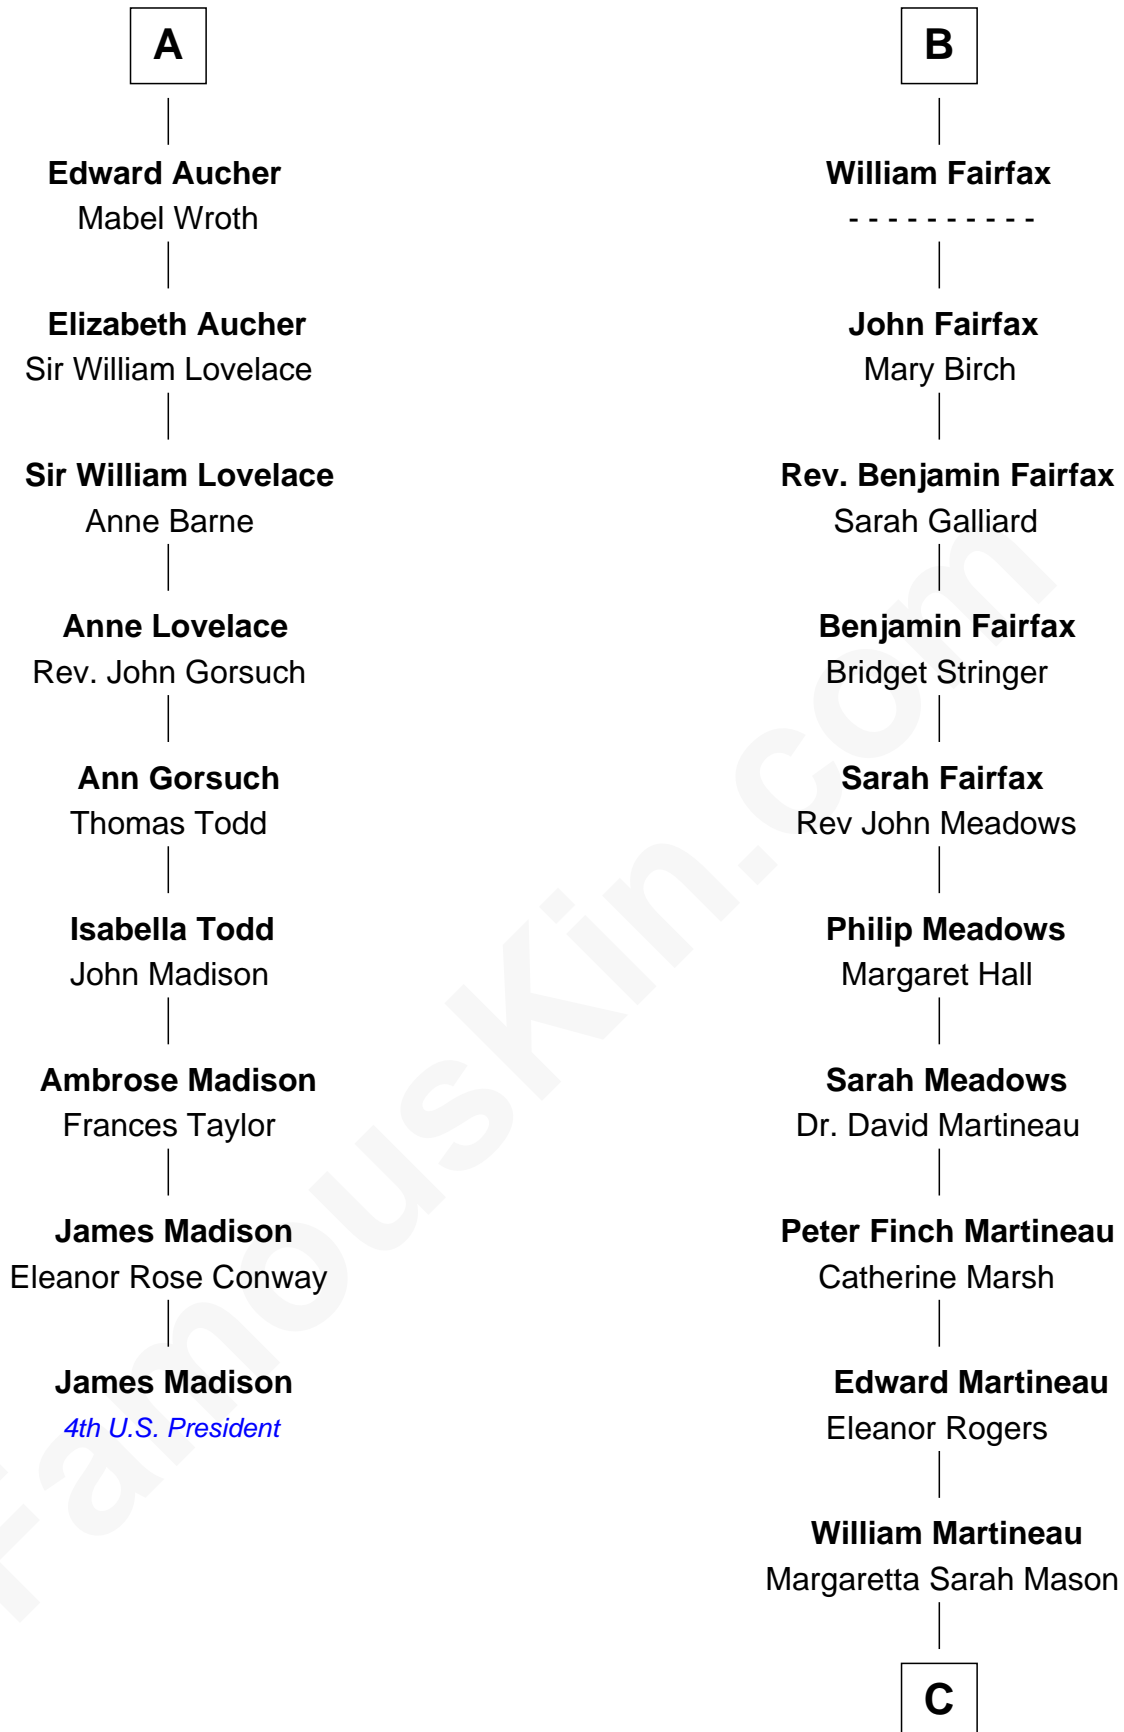 A
Edward Aucher
Mabel Wroth
Elizabeth Aucher
Sir William Lovelace
Sir William Lovelace
Anne Barne
Anne Lovelace
Rev. John Gorsuch
Ann Gorsuch
Thomas Todd
Isabella Todd
John Madison
Ambrose Madison
Frances Taylor
James Madison
Eleanor Rose Conway
James Madison
4th U.S. President
B
William Fairfax
- - - - - - - - - -
John Fairfax
Mary Birch
Rev. Benjamin Fairfax
Sarah Galliard
Benjamin Fairfax
Bridget Stringer
Sarah Fairfax
Rev John Meadows
Philip Meadows
Margaret Hall
Sarah Meadows
Dr. David Martineau
Peter Finch Martineau
Catherine Marsh
Edward Martineau
Eleanor Rogers
William Martineau
Margaretta Sarah Mason
C
FamousKin.com